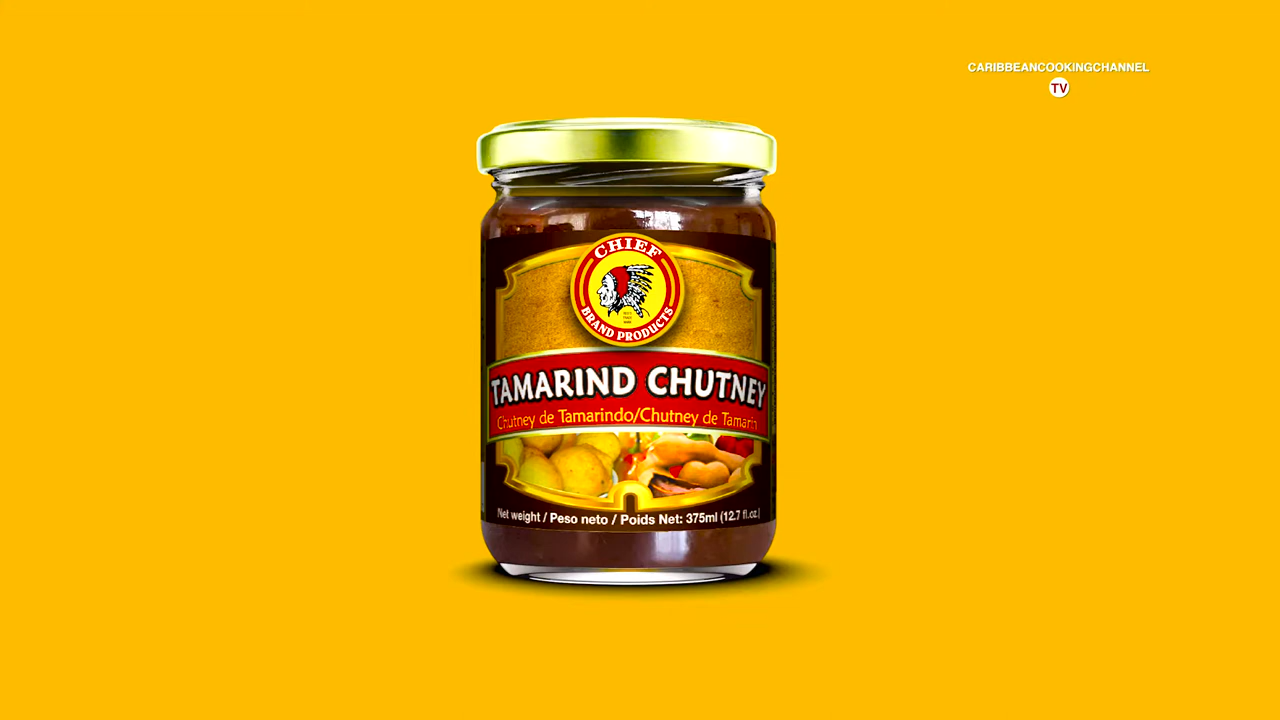 CARIBBEANCOOKINGCHANNEL
TV
CHIEF
BRAND PRODUCTS
TAMARIND CHUTNEY
Chutney de Tamarindo/Chutney de Tamarin
Net weight / Peso neto / Poids Net: 375ml (12.7 fl.oz.)